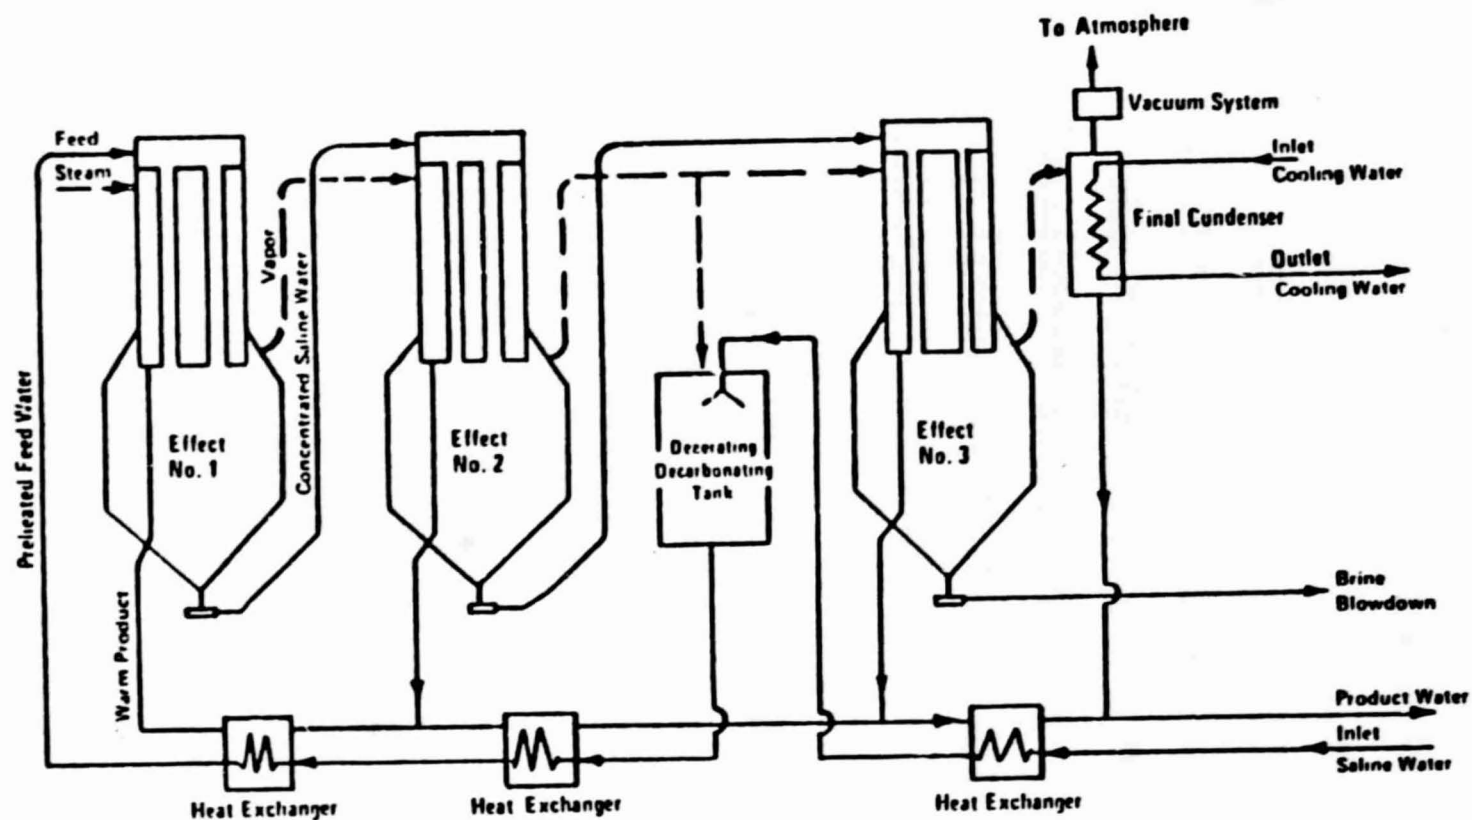 To Atmosphere
Vacuum System
Feed
Steam
Inlet
Cooling Water
Final Cundenser
Outlet
Cooling Water
Vapor
Concentrated Saline Water
Preheated Feed Water
Effect
No. 1
Effect
No. 2
Deaerating
Decarbonating
Tank
Effect
No. 3
Warm Product
Brine
Blowdown
Product Water
Inlet
Saline Water
Heat Exchanger
Heat Exchanger
Heat Exchanger